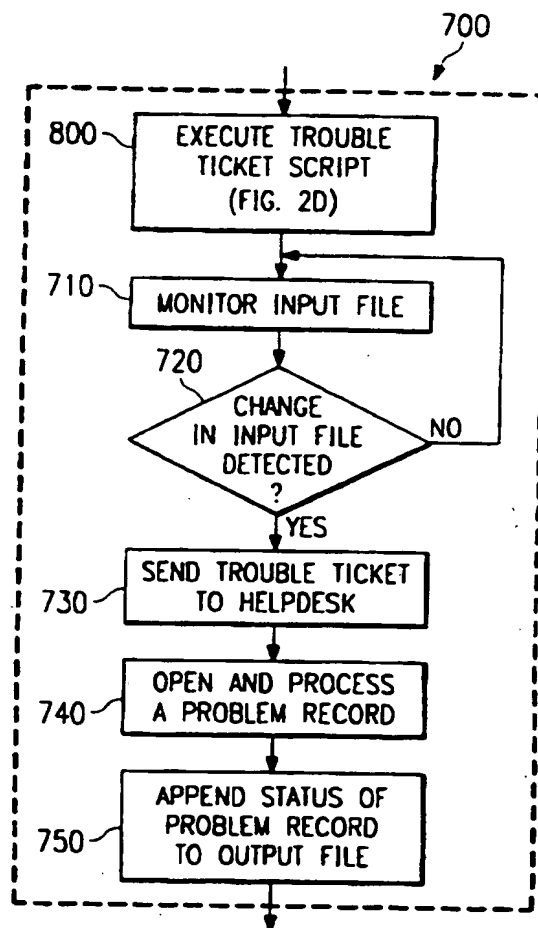 700
800
EXECUTE TROUBLE
TICKET SCRIPT
(FIG. 2D)
710
MONITOR INPUT FILE
720
CHANGE
IN INPUT FILE
DETECTED
?
NO
YES
730
SEND TROUBLE TICKET
TO HELPDESK
740
OPEN AND PROCESS
A PROBLEM RECORD
750
APPEND STATUS OF
PROBLEM RECORD
TO OUTPUT FILE